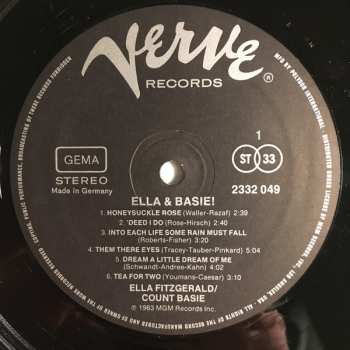 Verve
RECORDS
®
GEMA
STEREO
Made in Germany
1
ST 33
2332 049
ELLA & BASIE!
1. HONEYSUCKLE ROSE (Waller-Razaf) 2:39
2. 'DEED I DO (Rose-Hirsch) 2:40
3. INTO EACH LIFE SOME RAIN MUST FALL
(Roberts-Fisher) 3:20
4. THEM THERE EYES (Tracey-Tauber-Pinkard) 5:04
5. DREAM A LITTLE DREAM OF ME
(Schwandt-Andree-Kahn) 4:04
6. TEA FOR TWO (Youmans-Caesar) 3:10
ELLA FITZGERALD/
COUNT BASIE
℗ 1963 MGM Records Inc.